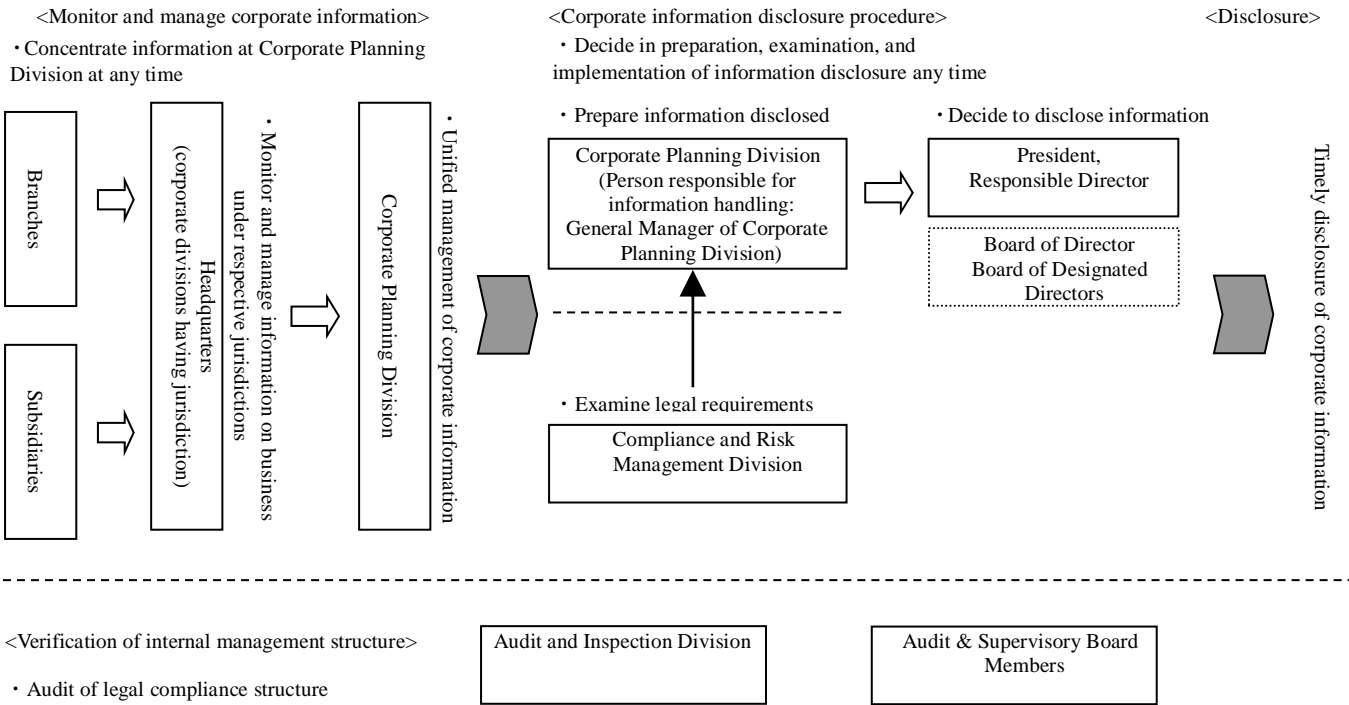 <Monitor and manage corporate information>
・Concentrate information at Corporate Planning
Division at any time
Branches
Subsidiaries
Headquarters
(corporate divisions having jurisdiction)
・Monitor and manage information on business
under respective jurisdictions
Corporate Planning Division
・Unified management of corporate information
<Corporate information disclosure procedure>
・Decide in preparation, examination, and
implementation of information disclosure any time
・Prepare information disclosed
Corporate Planning Division
(Person responsible for
information handling:
General Manager of Corporate
Planning Division)
・Examine legal requirements
Compliance and Risk
Management Division
・Decide to disclose information
President,
Responsible Director
Board of Director
Board of Designated
Directors
<Disclosure>
Timely disclosure of corporate information
<Verification of internal management structure>
・Audit of legal compliance structure
Audit and Inspection Division
Audit & Supervisory Board
Members